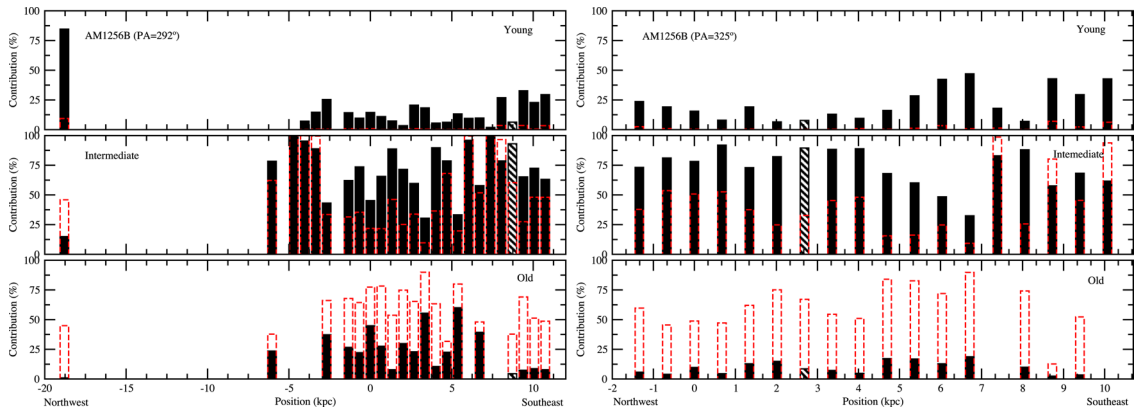 100
75
50
25
0
Contribution (%)
AM1256B (PA=292º)
Young
100
75
50
25
0
Contribution (%)
Intermediate
100
75
50
25
0
Contribution (%)
Old
-20 -15 -10 -5 0 5 10
Northwest Position (kpc) Southeast
100
75
50
25
0
Contribution (%)
AM1256B (PA=325º)
Young
100
75
50
25
0
Contribution (%)
Intemediate
100
75
50
25
0
Contribution (%)
Old
-2 -1 0 1 2 3 4 5 6 7 8 9 10
Northwest Position (kpc) Southeast